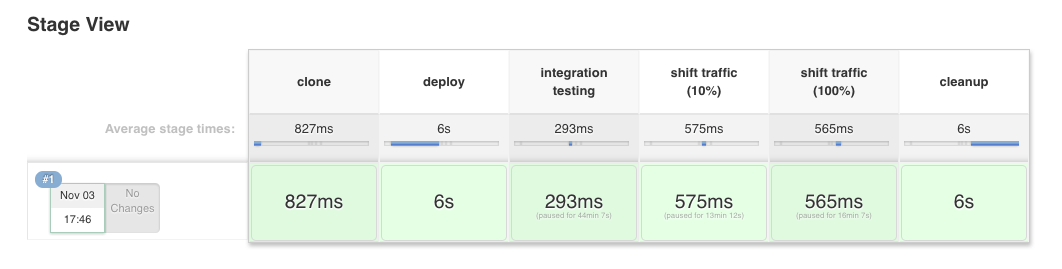 Stage View
clone
deploy
integration
testing
shift traffic
(10%)
shift traffic
(100%)
cleanup
Average stage times:
827ms
6s
293ms
575ms
565ms
6s
#1
Nov 03
17:46
No
Changes
827ms
6s
293ms
(paused for 44min 7s)
575ms
(paused for 13min 12s)
565ms
(paused for 16min 7s)
6s